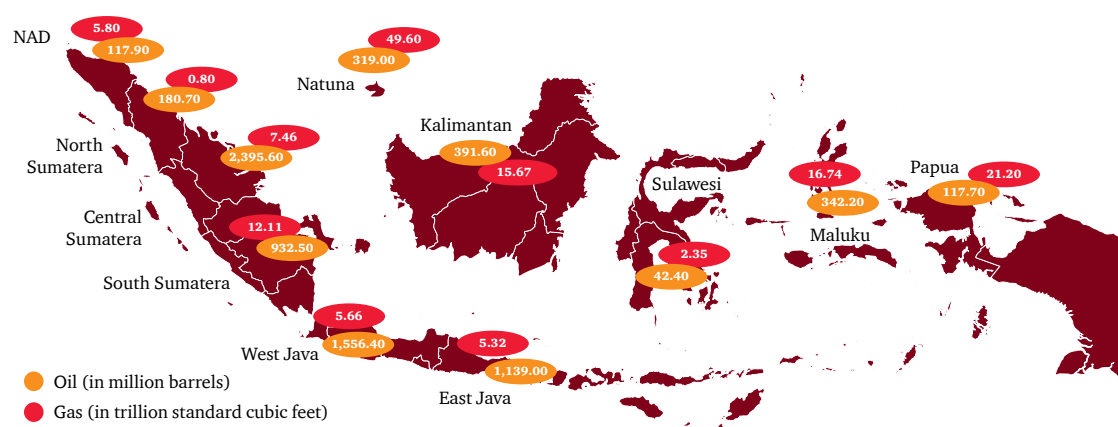 5.80
NAD
117.90
49.60
319.00
Natuna
0.80
180.70
7.46
2,395.60
North
Sumatera
Kalimantan
391.60
15.67
Sulawesi
16.74
342.20
Maluku
Papua
21.20
117.70
Central
Sumatera
12.11
932.50
2.35
42.40
South Sumatera
5.66
1,556.40
West Java
5.32
1,139.00
East Java
Oil (in million barrels)
Gas (in trillion standard cubic feet)